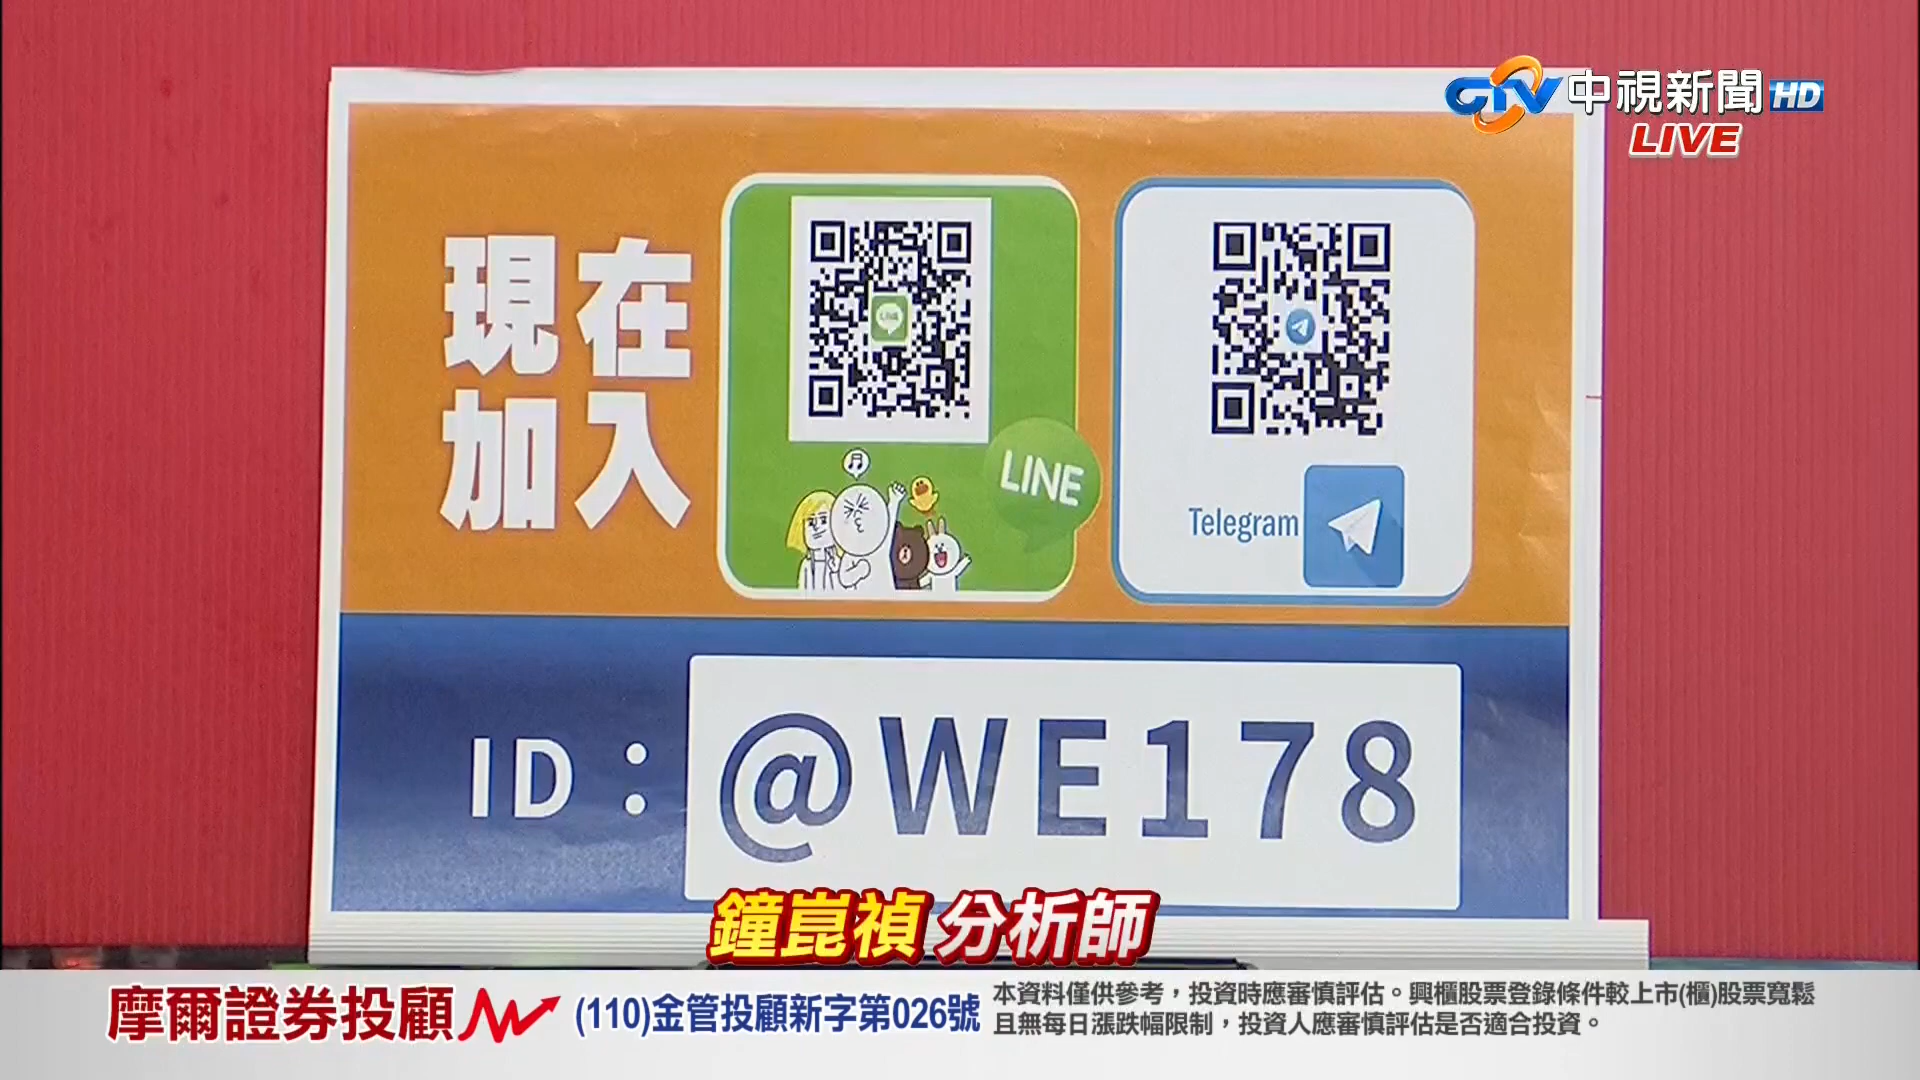 CTV中視新聞HD
LIVE
現在
加入
LINE
LINE
Telegram
ID：@WE178
鐘崑禎 分析師
摩爾證券投顧 (110)金管投顧新字第026號
本資料僅供參考，投資時應審慎評估。興櫃股票登錄條件較上市(櫃)股票寬鬆
且無每日漲跌幅限制，投資人應審慎評估是否適合投資。